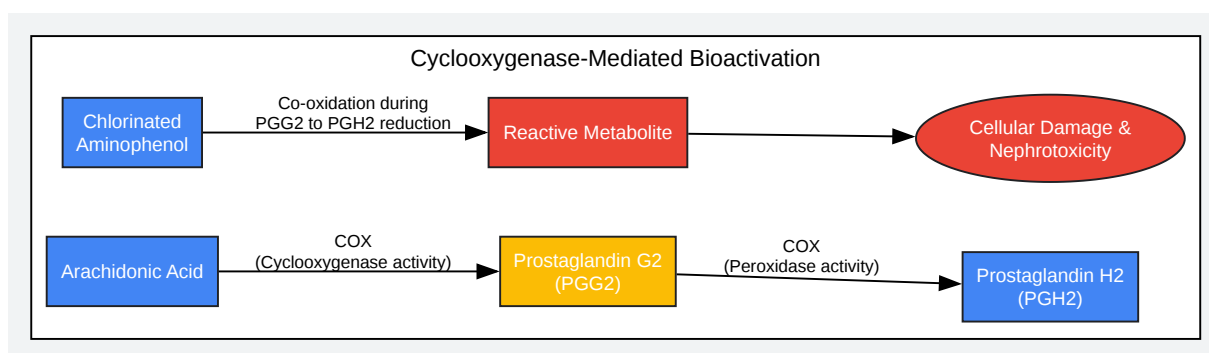 Cyclooxygenase-Mediated Bioactivation
Chlorinated
Aminophenol
Co-oxidation during
PGG2 to PGH2 reduction
Reactive Metabolite
Cellular Damage &
Nephrotoxicity
Arachidonic Acid
COX
(Cyclooxygenase activity)
Prostaglandin G2
(PGG2)
COX
(Peroxidase activity)
Prostaglandin H2
(PGH2)